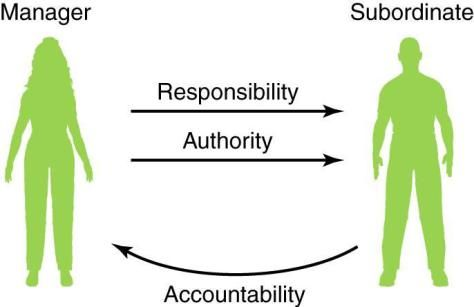 Manager
Subordinate
Responsibility
Authority
Accountability